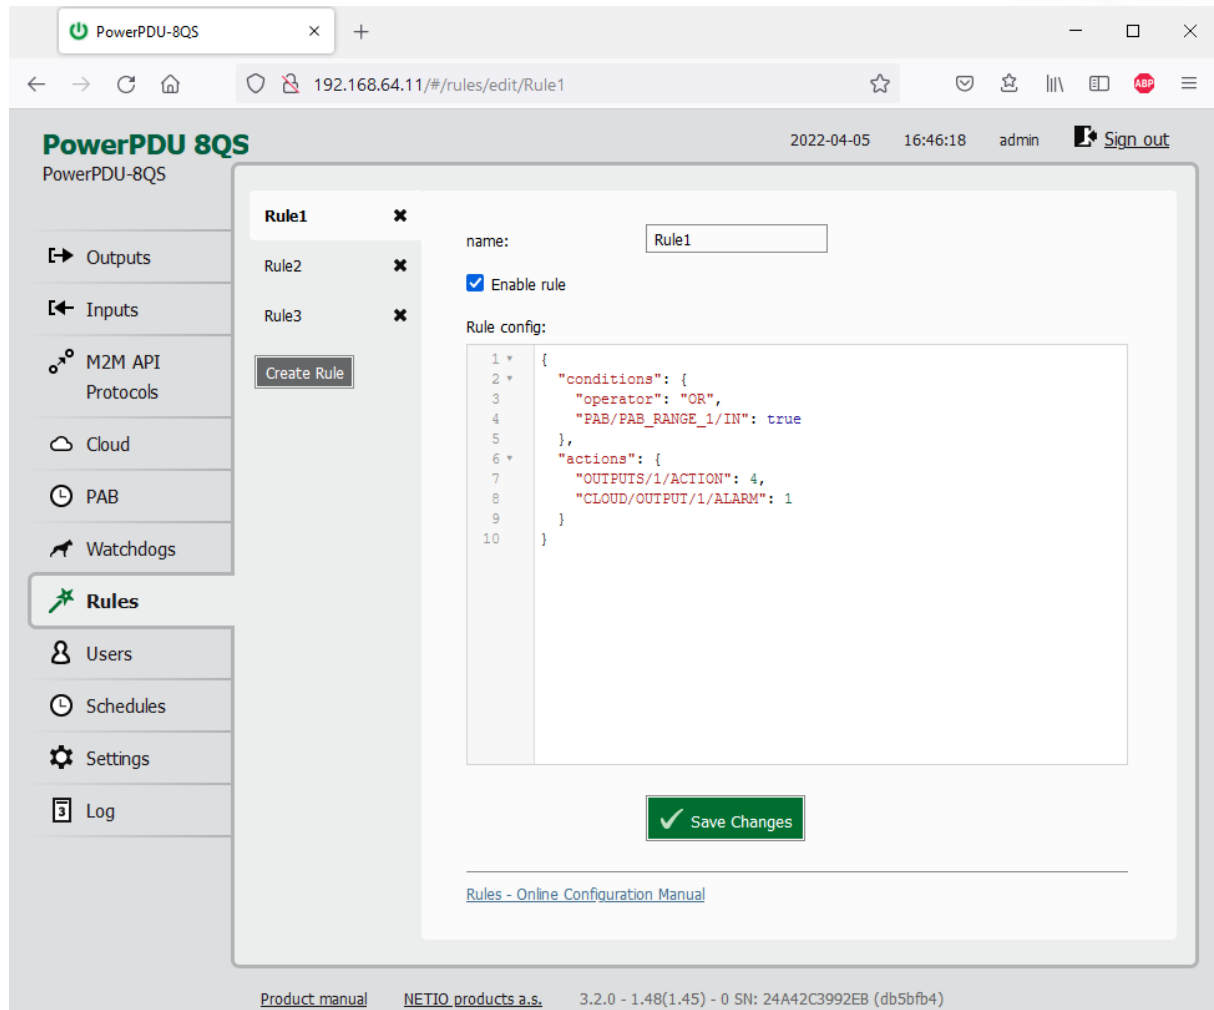 PowerPDU-8QS
192.168.64.11/#/rules/edit/Rule1
ABP
PowerPDU 8QS
2022-04-05 16:46:18 admin Sign out
PowerPDU-8QS
Outputs
Inputs
M2M API
Protocols
Cloud
PAB
Watchdogs
Rules
Users
Schedules
Settings
3 Log
Rule1
Rule2
Rule3
Create Rule
name: Rule1
Enable rule
Rule config:
1 {
2 "conditions": {
3 "operator": "OR",
4 "PAB/PAB_RANGE_1/IN": true
5 },
6 "actions": {
7 "OUTPUTS/1/ACTION": 4,
8 "CLOUD/OUTPUT/1/ALARM": 1
9 }
10 }
Save Changes
Rules - Online Configuration Manual
Product manual NETIO products a.s. 3.2.0 - 1.48(1.45) - 0 SN: 24A42C3992EB (db5bfb4)